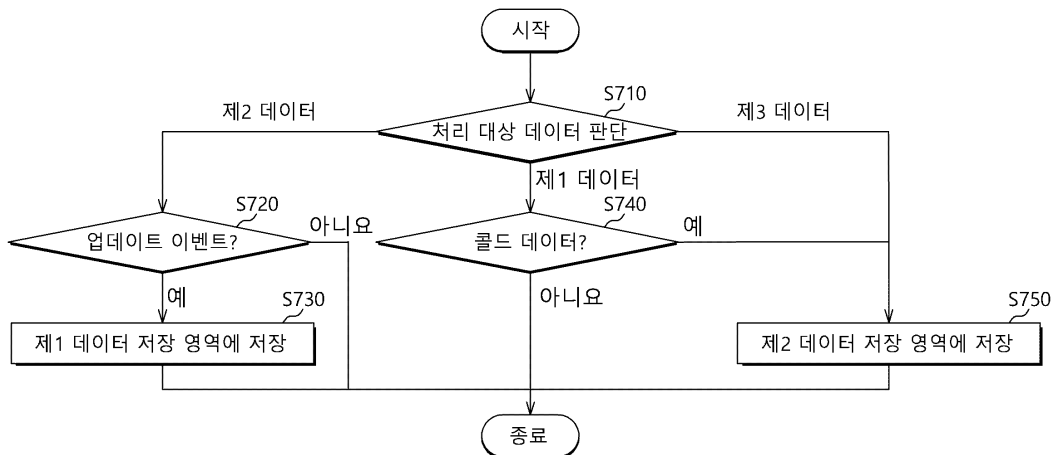 시작
S710
제2 데이터
처리 대상 데이터 판단
제3 데이터
제1 데이터
S720
S740
업데이트 이벤트?
아니요
콜드 데이터?
예
예
아니요
S730
S750
제1 데이터 저장 영역에 저장
제2 데이터 저장 영역에 저장
종료